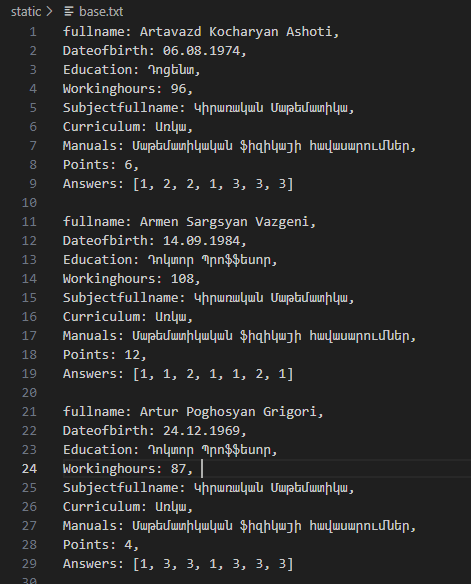 static > base.txt
1 fullname: Artavazd Kocharyan Ashoti,
2 Dateofbirth: 06.08.1974,
3 Education: Դոցենտ,
4 Workinghours: 96,
5 Subjectfullname: Կիրառական Մաթեմատիկա,
6 Curriculum: Առկա,
7 Manuals: Մաթեմատիկական ֆիզիկայի հավասարումներ,
8 Points: 6,
9 Answers: [1, 2, 2, 1, 3, 3, 3]
10
11 fullname: Armen Sargsyan Vazgeni,
12 Dateofbirth: 14.09.1984,
13 Education: Դոկտոր Պրոֆֆեսոր,
14 Workinghours: 108,
15 Subjectfullname: Կիրառական Մաթեմատիկա,
16 Curriculum: Առկա,
17 Manuals: Մաթեմատիկական ֆիզիկայի հավասարումներ,
18 Points: 12,
19 Answers: [1, 1, 2, 1, 1, 2, 1]
20
21 fullname: Artur Poghosyan Grigori,
22 Dateofbirth: 24.12.1969,
23 Education: Դոկտոր Պրոֆֆեսոր,
24 Workinghours: 87,
25 Subjectfullname: Կիրառական Մաթեմատիկա,
26 Curriculum: Առկա,
27 Manuals: Մաթեմատիկական ֆիզիկայի հավասարումներ,
28 Points: 4,
29 Answers: [1, 3, 3, 1, 3, 3, 3]
30